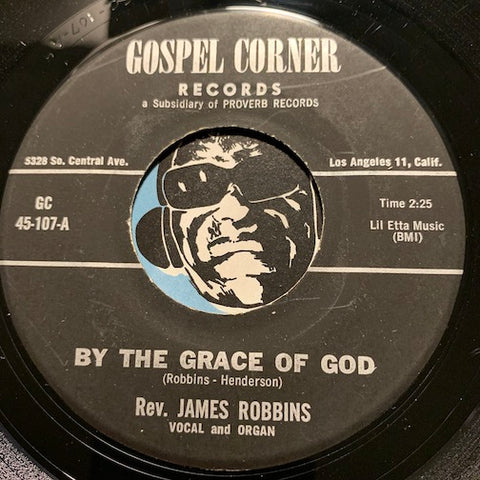 GOSPEL CORNER
RECORDS
a Subsidiary of PROVERB RECORDS
5328 So. Central Ave.
Los Angeles 11, Calif.
GC
45-107-A
Time 2:25
Lil Etta Music
(BMI)
BY THE GRACE OF GOD
(Robbins - Henderson)
Rev. JAMES ROBBINS
VOCAL and ORGAN